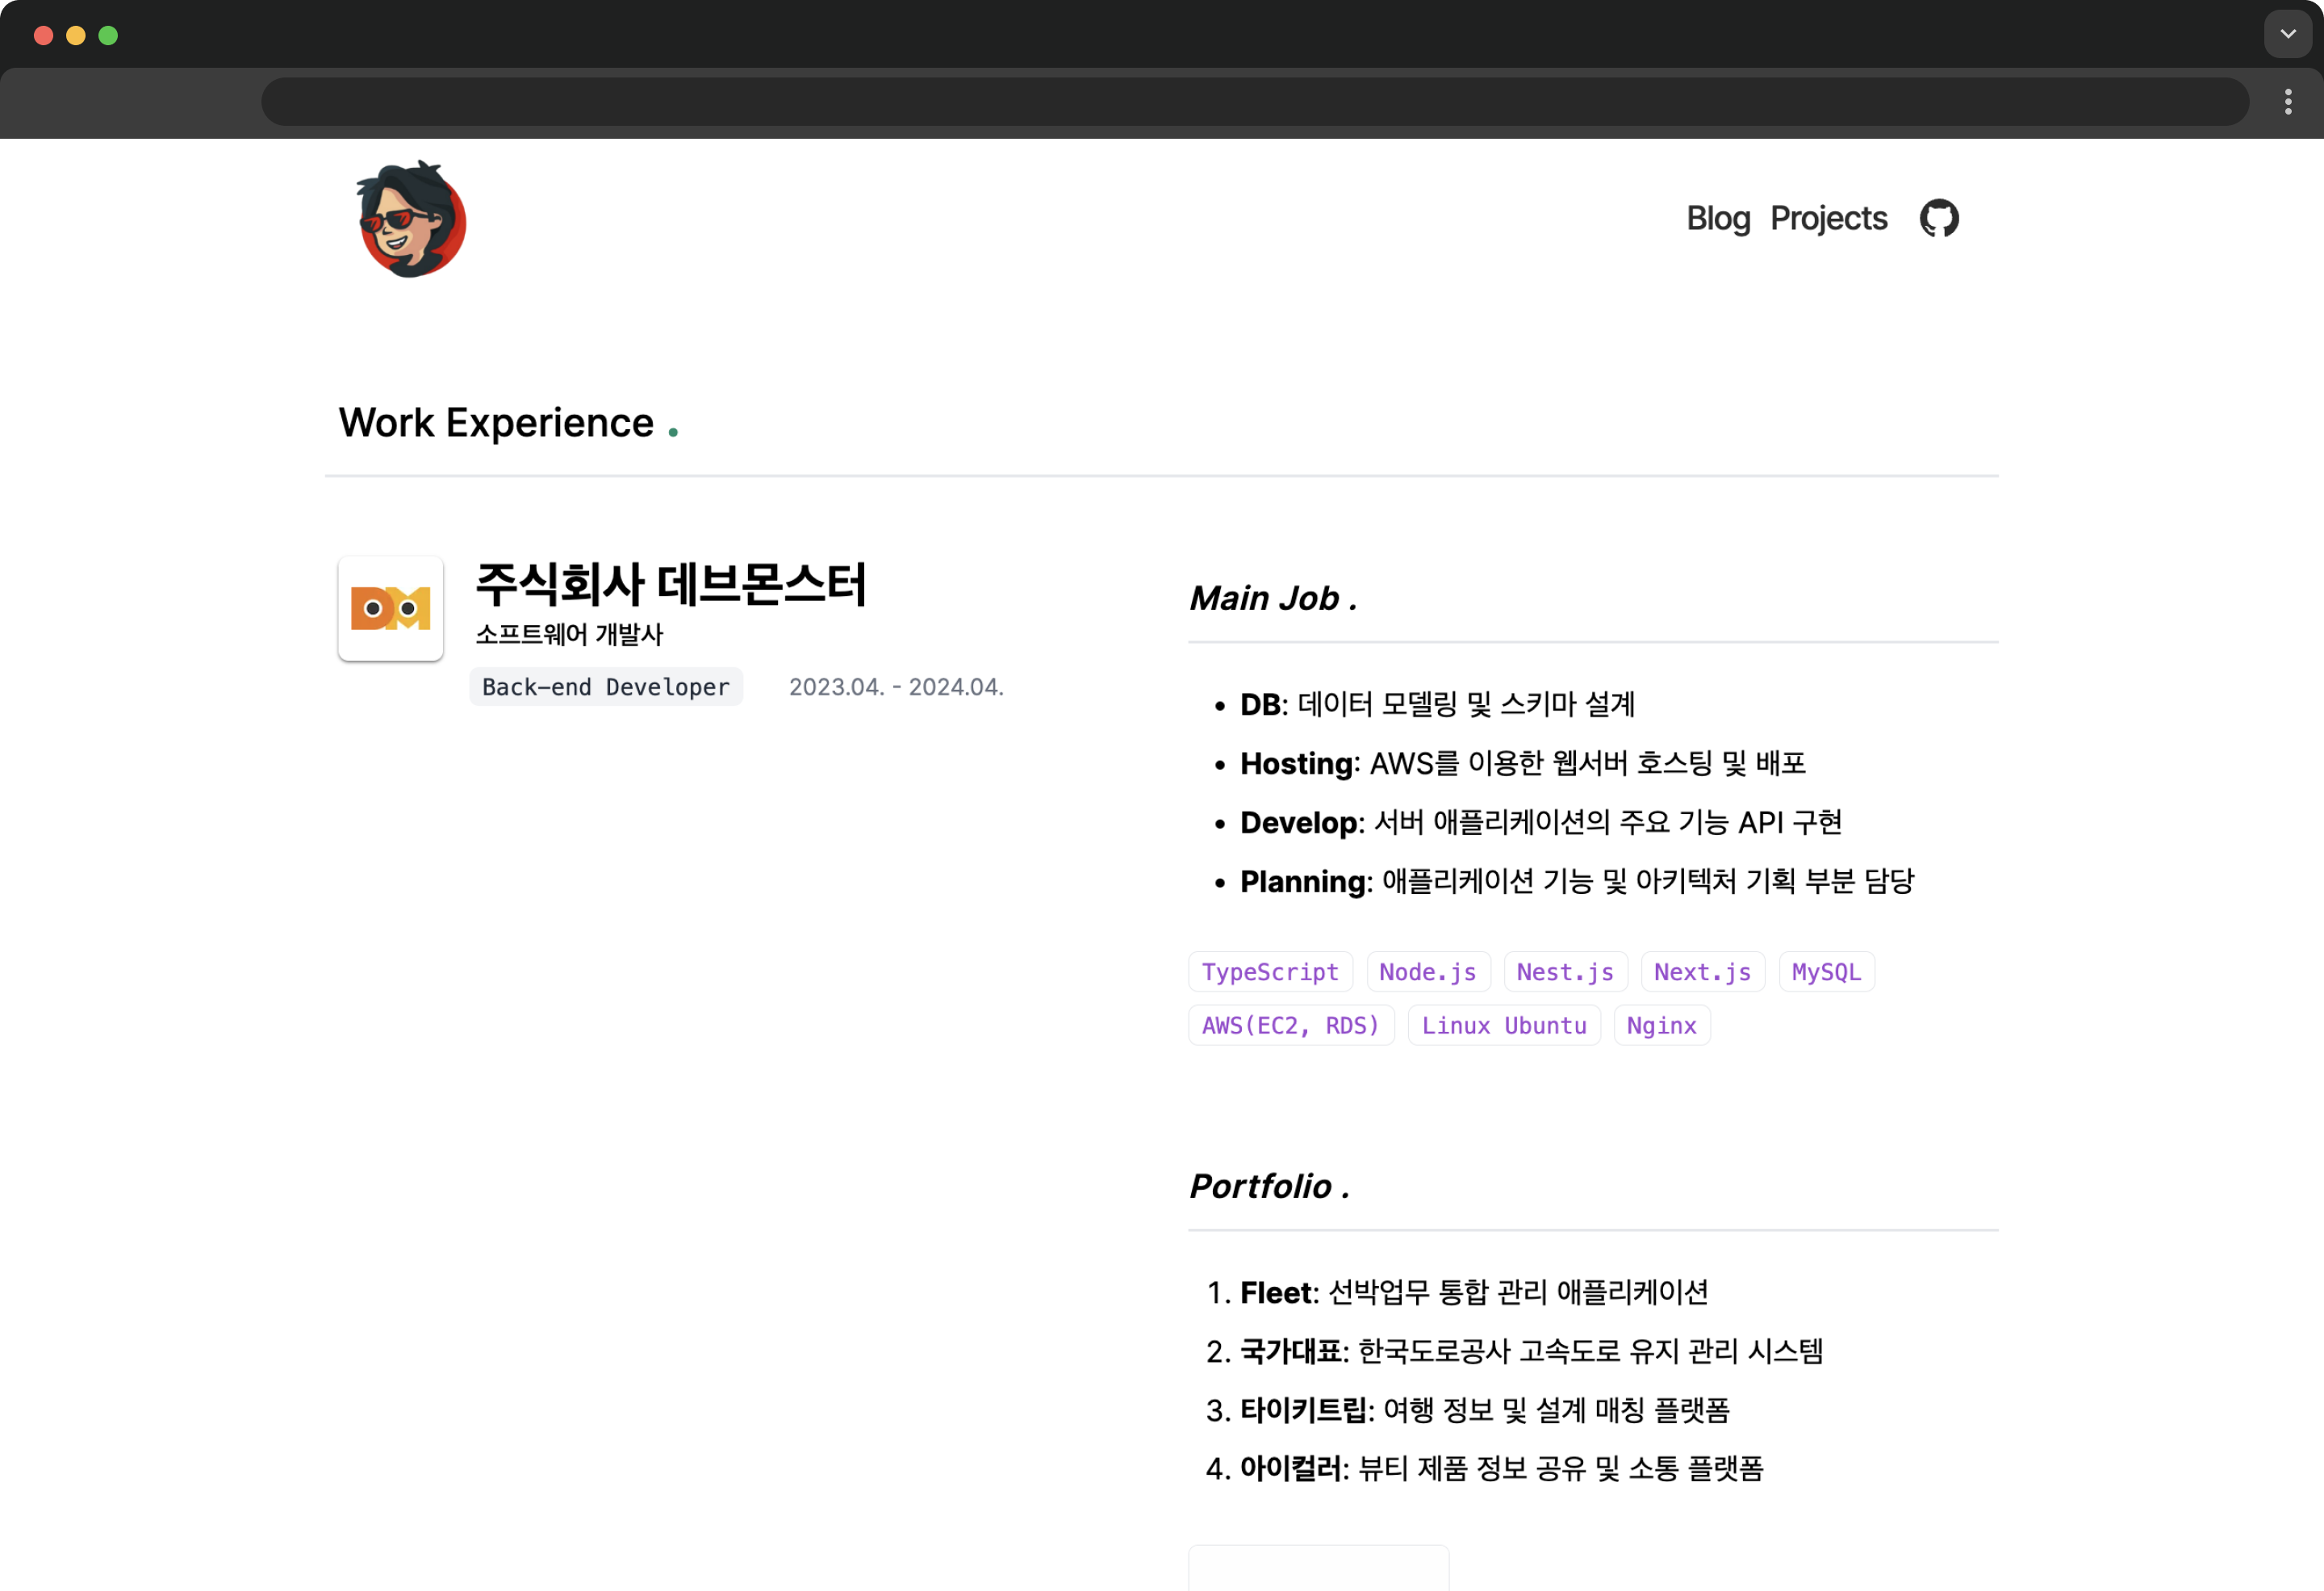 Blog Projects
Work Experience .
DM
주식회사 데브몬스터
소프트웨어 개발사
Back-end Developer 2023.04. - 2024.04.
Main Job .
• DB: 데이터 모델링 및 스키마 설계
• Hosting: AWS를 이용한 웹서버 호스팅 및 배포
• Develop: 서버 애플리케이션의 주요 기능 API 구현
• Planning: 애플리케이션 기능 및 아키텍처 기획 부분 담당
TypeScript Node.js Nest.js Next.js MySQL
AWS(EC2, RDS) Linux Ubuntu Nginx
Portfolio .
1. Fleet: 선박업무 통합 관리 애플리케이션
2. 국가대표: 한국도로공사 고속도로 유지 관리 시스템
3. 타이키트립: 여행 정보 및 설계 매칭 플랫폼
4. 아이컬러: 뷰티 제품 정보 공유 및 소통 플랫폼